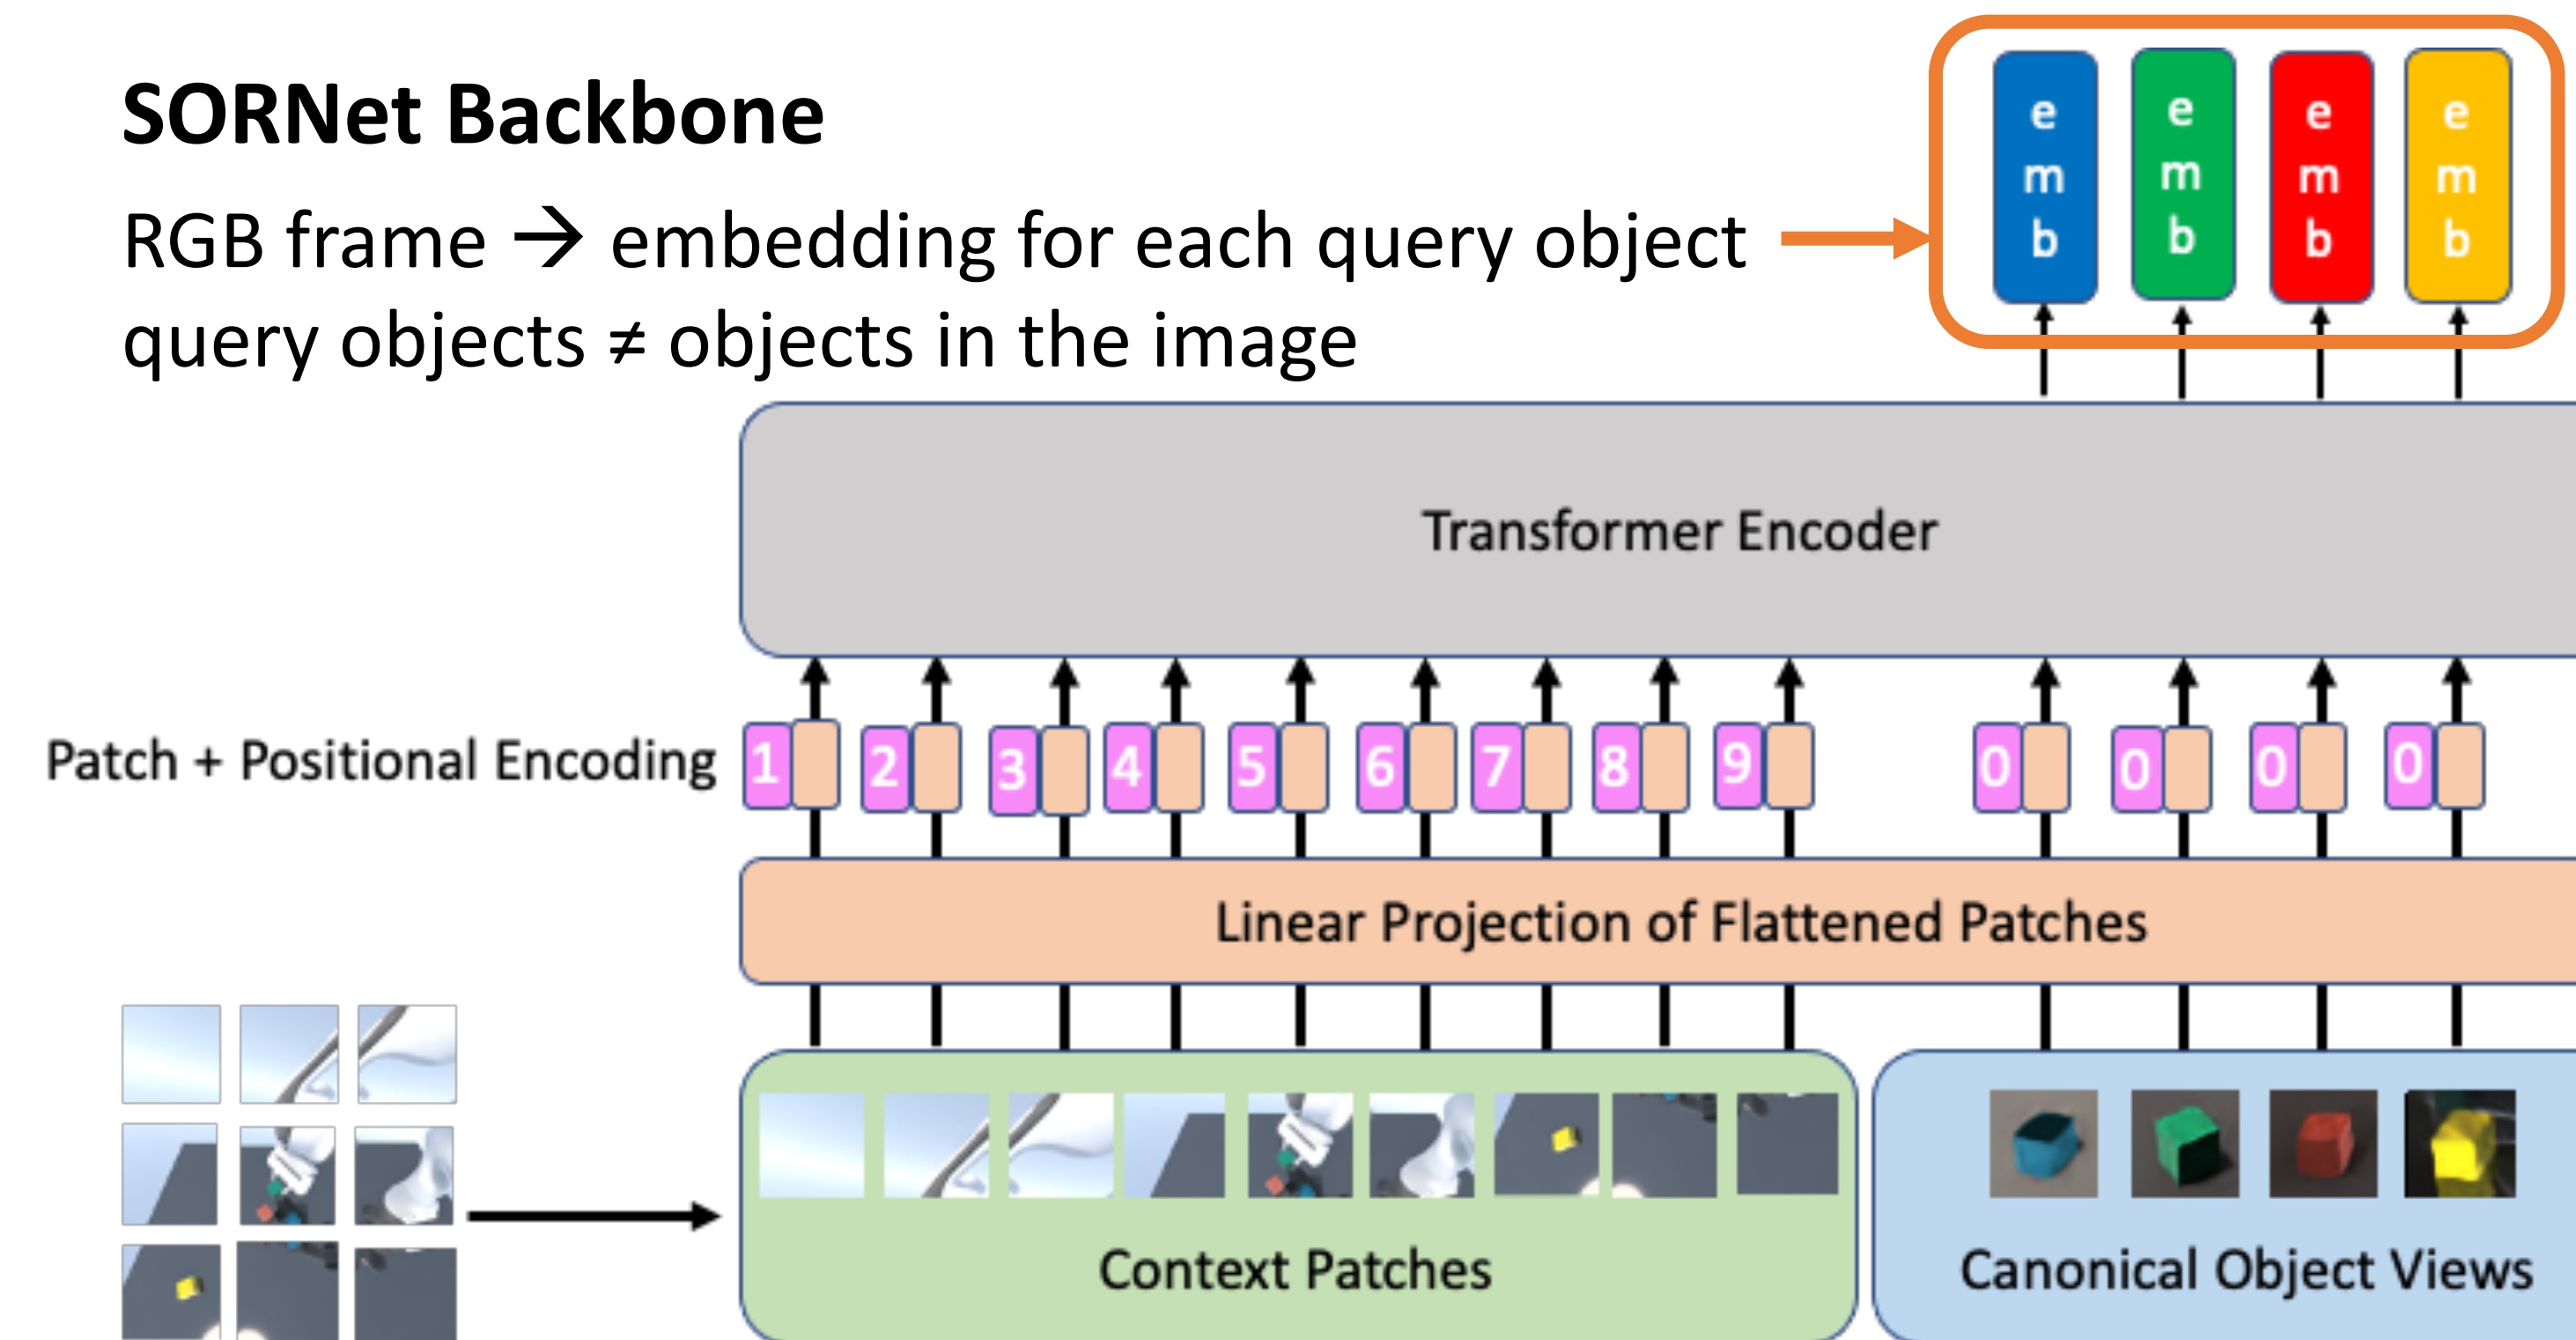 SORNet Backbone
RGB frame → embedding for each query object
query objects ≠ objects in the image
e e e e
m m m m
b b b b
Transformer Encoder
Patch + Positional Encoding
1 2 3 4 5 6 7 8 9 0 0 0 0
Linear Projection of Flattened Patches
Context Patches
Canonical Object Views